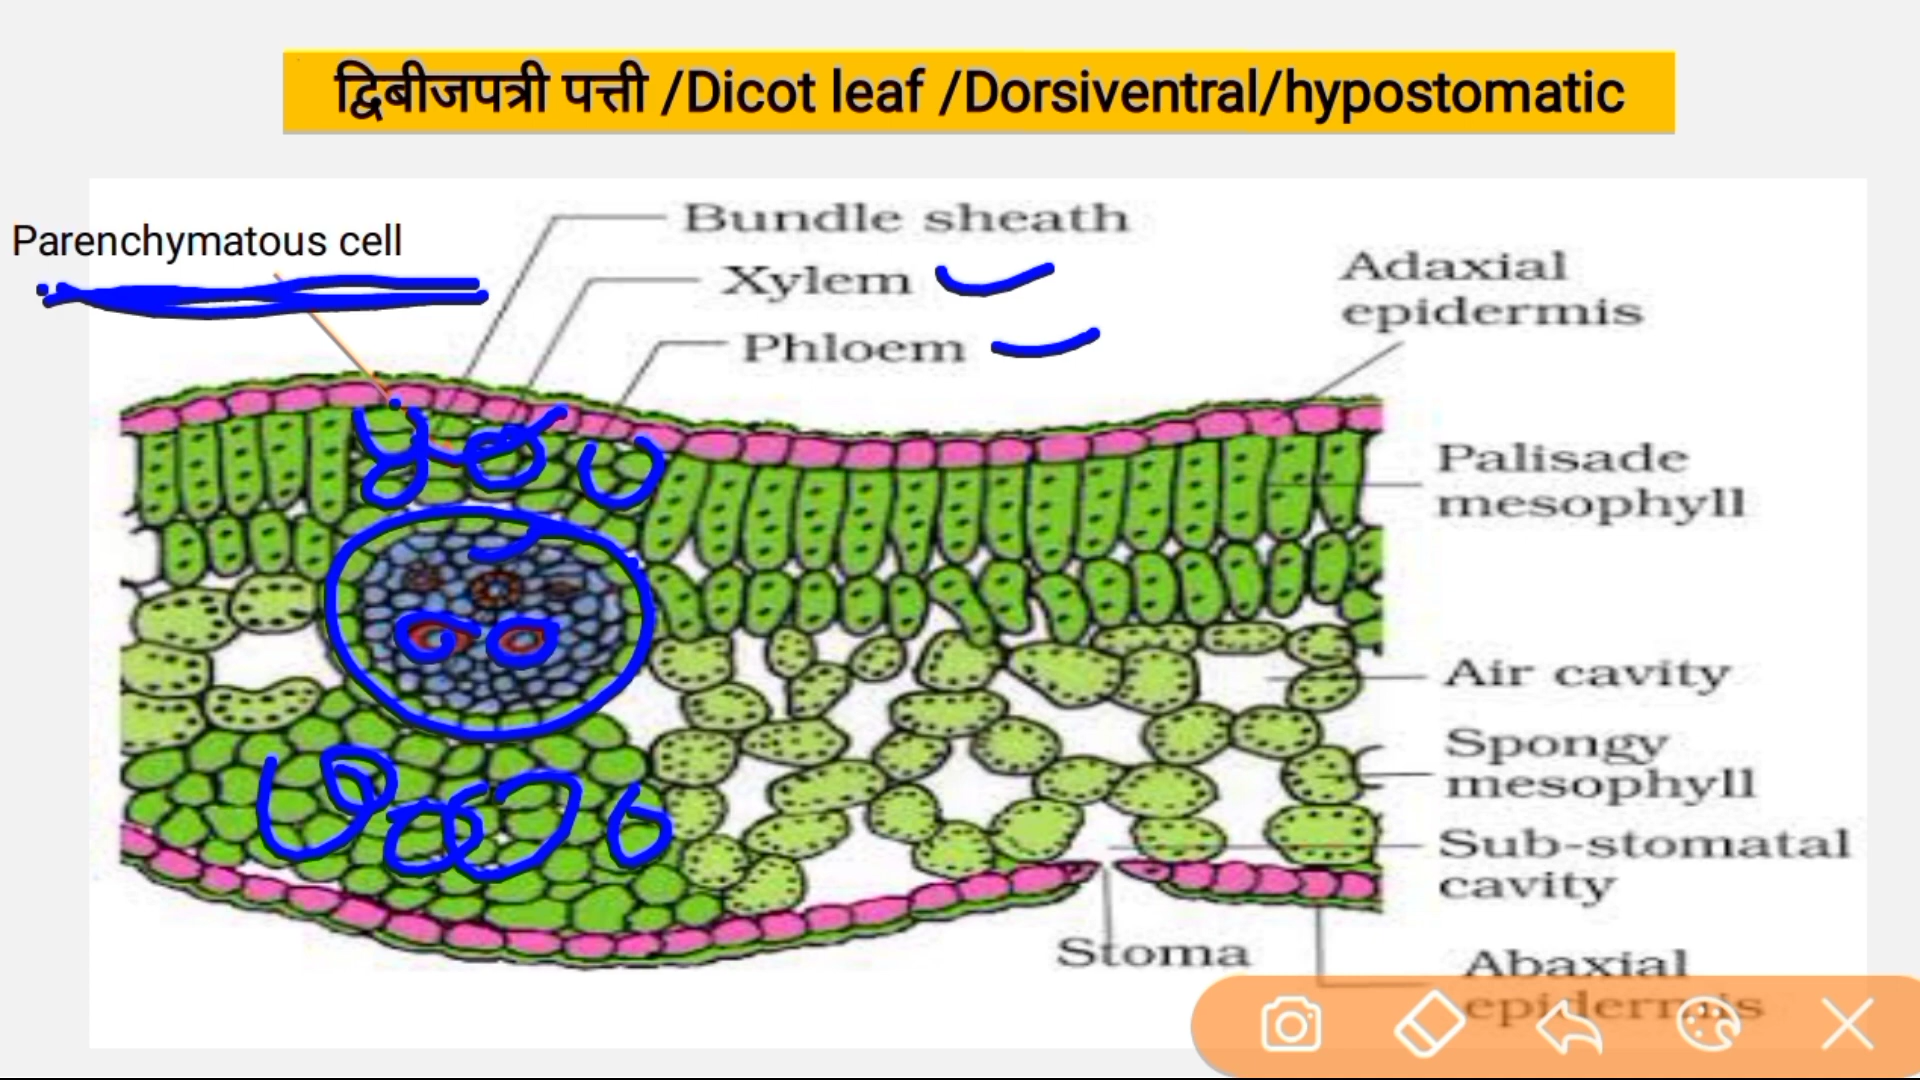 द्विबीजपत्री पत्ती /Dicot leaf /Dorsiventral/hypostomatic
Parenchymatous cell
Bundle sheath
Xylem
Phloem
Adaxial
epidermis
Palisade
mesophyll
Air cavity
Spongy
mesophyll
Sub-stomatal
cavity
Stoma
Abaxial
epidermis